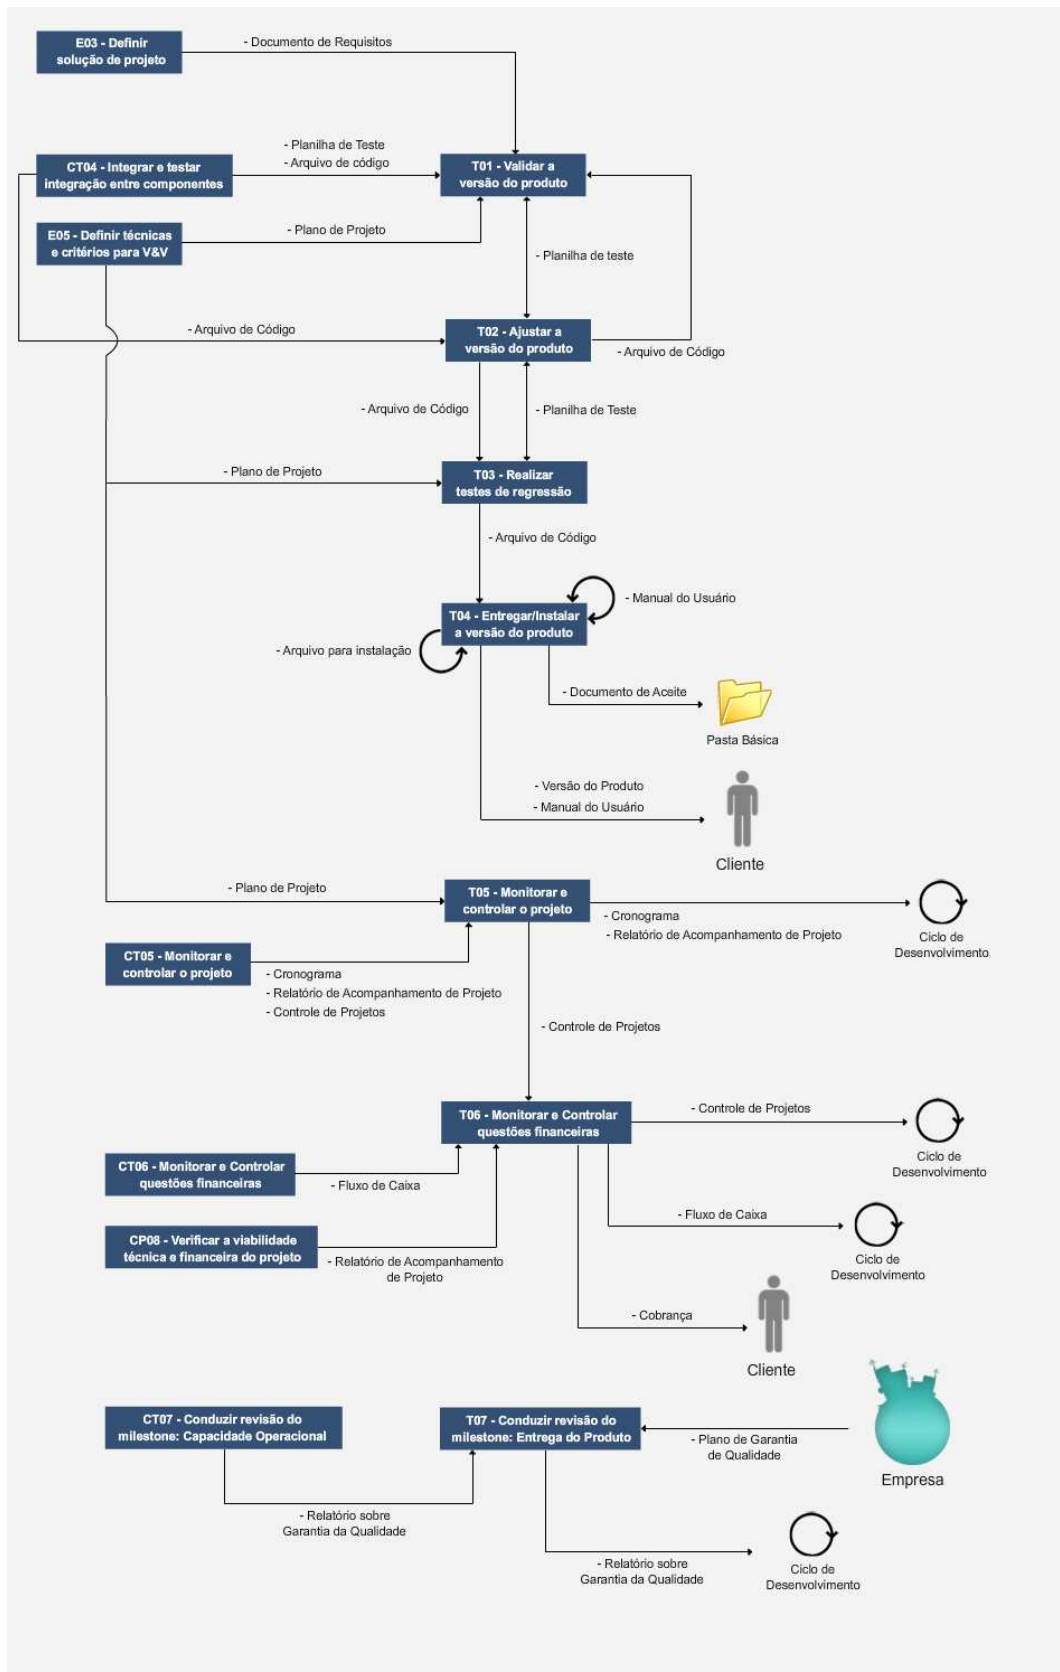 E03 - Definir
solução de projeto
- Documento de Requisitos
- Planilha de Teste
- Arquivo de código
CT04 - Integrar e testar
integração entre componentes
T01 - Validar a
versão do produto
E05 - Definir técnicas
e critérios para V&V
- Plano de Projeto
- Planilha de teste
- Arquivo de Código
T02 - Ajustar a
versão do produto
- Arquivo de Código
- Arquivo de Código
- Planilha de Teste
- Plano de Projeto
T03 - Realizar
testes de regressão
- Arquivo de Código
- Manual do Usuário
T04 - Entregar/Instalar
a versão do produto
- Arquivo para instalação
- Documento de Aceite
Pasta Básica
- Versão do Produto
- Manual do Usuário
Cliente
- Plano de Projeto
T05 - Monitorar e
controlar o projeto
- Cronograma
- Relatório de Acompanhamento de Projeto
Ciclo de
Desenvolvimento
CT05 - Monitorar e
controlar o projeto
- Cronograma
- Relatório de Acompanhamento de Projeto
- Controle de Projetos
- Controle de Projetos
T06 - Monitorar e Controlar
questões financeiras
- Controle de Projetos
Ciclo de
Desenvolvimento
CT06 - Monitorar e Controlar
questões financeiras
- Fluxo de Caixa
- Fluxo de Caixa
Ciclo de
Desenvolvimento
CP08 - Verificar a viabilidade
técnica e financeira do projeto
- Relatório de Acompanhamento
de Projeto
- Cobrança
Cliente
CT07 - Conduzir revisão do
milestone: Capacidade Operacional
T07 - Conduzir revisão do
milestone: Entrega do Produto
- Plano de Garantia
de Qualidade
Empresa
- Relatório sobre
Garantia da Qualidade
- Relatório sobre
Garantia da Qualidade
Ciclo de
Desenvolvimento